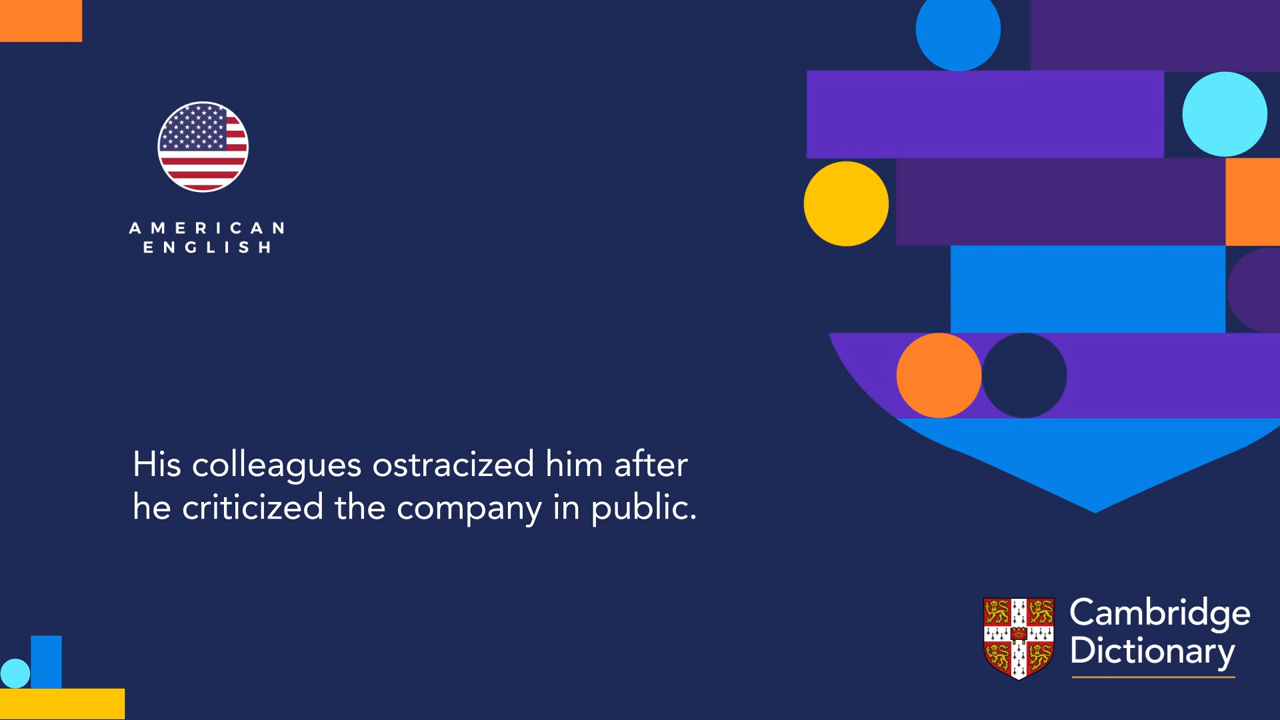 AMERICAN
ENGLISH
His colleagues ostracized him after
he criticized the company in public.
Cambridge
Dictionary